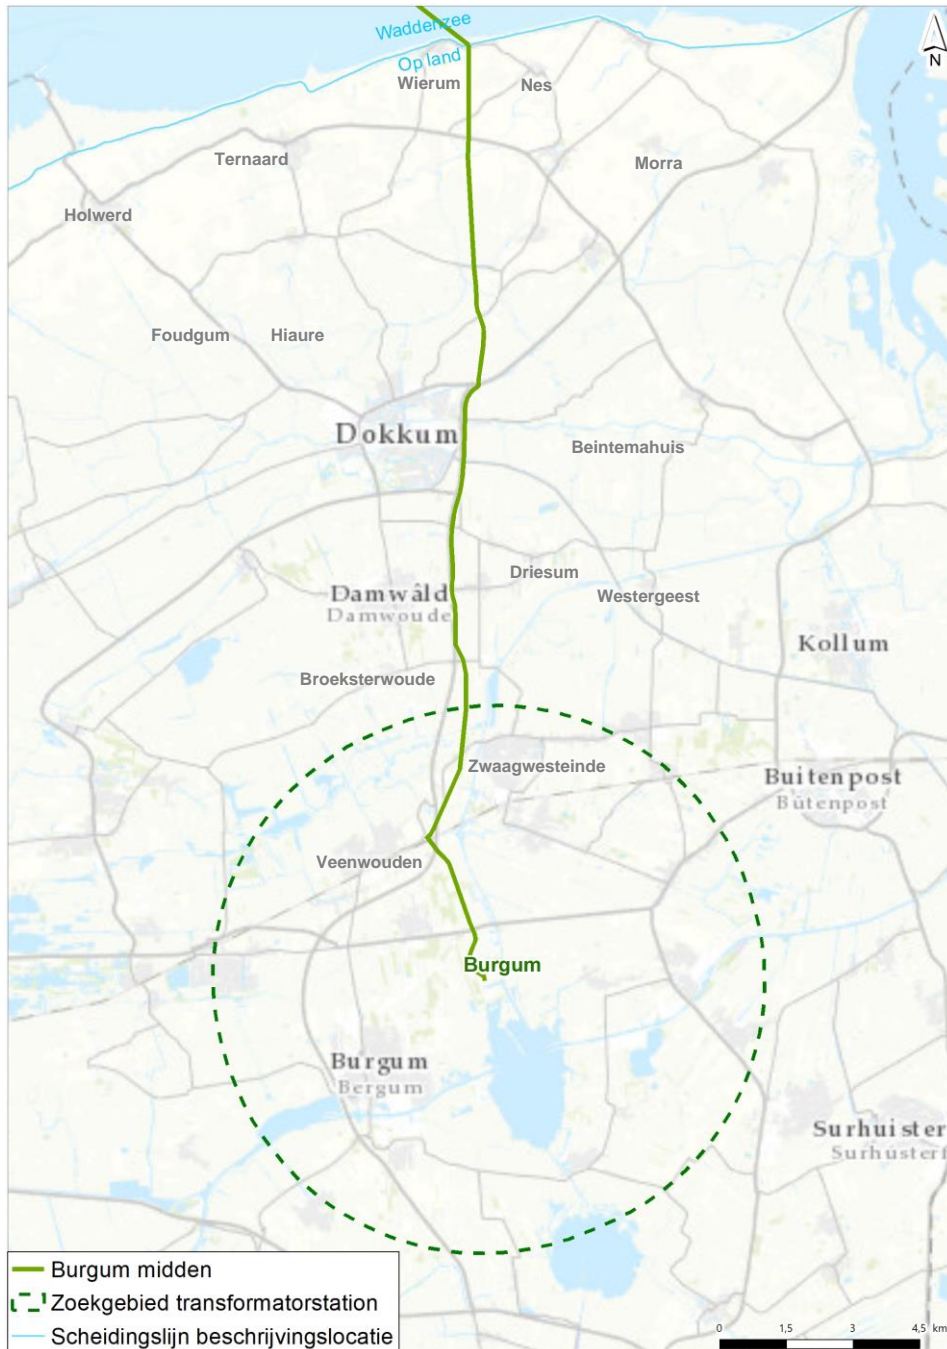 Waddenzee
Op land
N
Wierum
Nes
Ternaard
Morra
Holwerd
Foudgum
Hiaure
Dokkum
Beintemahuis
Driesum
Damwâld
Damwoude
Westergeest
Kollum
Broeksterwoude
Zwaagwesteinde
Buitenpost
Bûtenpost
Veenwouden
Burgum
Burgum
Bergum
Surhuister
Surhústerf
Burgum midden
Zoekgebied transformatorstation
Scheidingslijn beschrijvingslocatie
0 1,5 3 4,5 km